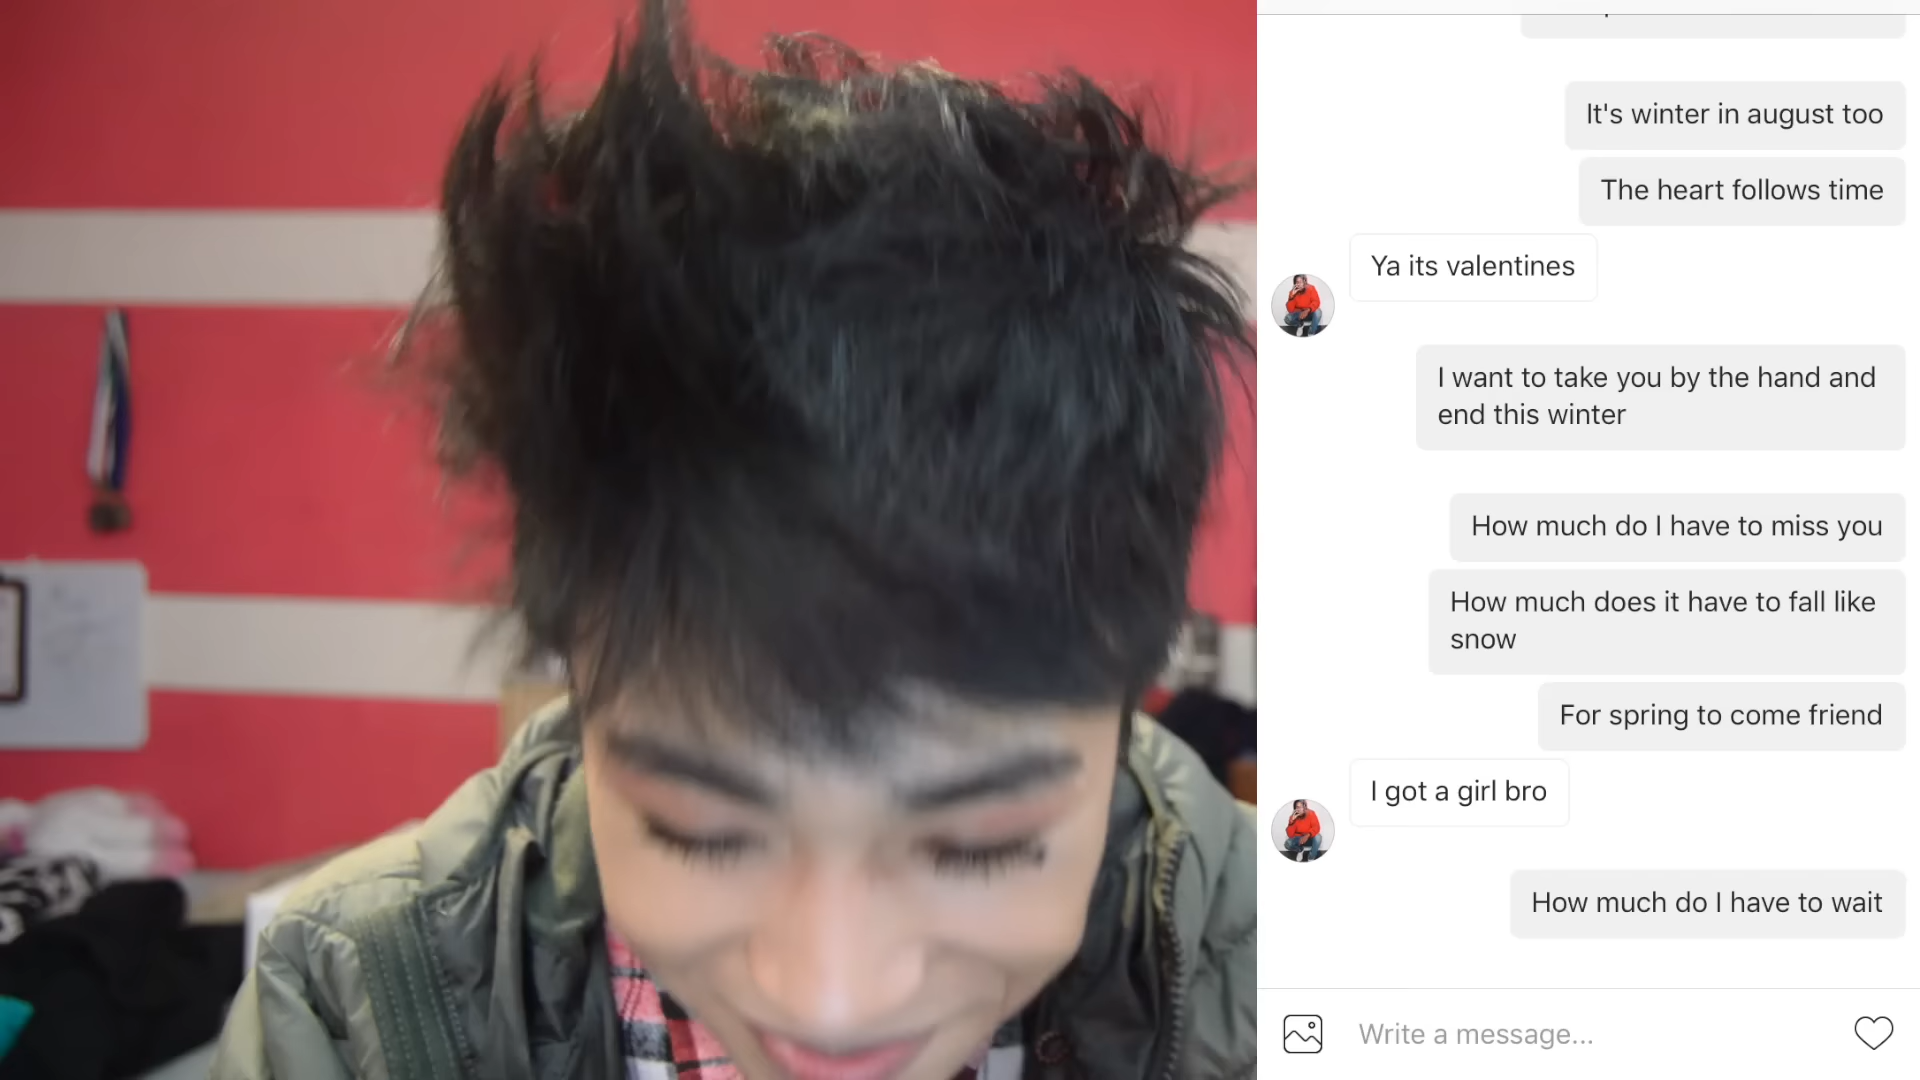 It's winter in august too
The heart follows time
Ya its valentines
I want to take you by the hand and
end this winter
How much do I have to miss you
How much does it have to fall like
snow
For spring to come friend
I got a girl bro
How much do I have to wait
Write a message...